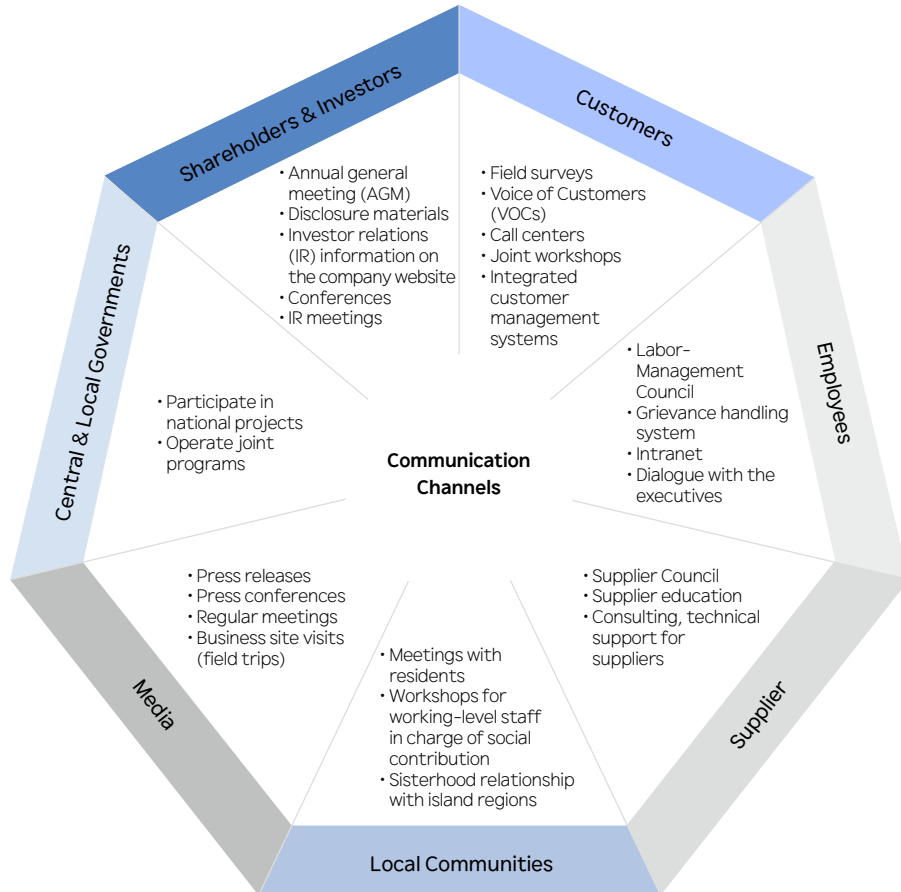 Shareholders & Investors
• Annual general
meeting (AGM)
• Disclosure materials
• Investor relations
(IR) information on
the company website
• Conferences
• IR meetings
Customers
• Field surveys
• Voice of Customers
(VOCs)
• Call centers
• Joint workshops
• Integrated
customer
management
systems
Employees
• Labor-
Management
Council
• Grievance handling
system
• Intranet
• Dialogue with the
executives
Central & Local Governments
• Participate in
national projects
• Operate joint
programs
Communication
Channels
Media
• Press releases
• Press conferences
• Regular meetings
• Business site visits
(field trips)
Local Communities
• Meetings with
residents
• Workshops for
working-level staff
in charge of social
contribution
• Sisterhood relationship
with island regions
Supplier
• Supplier Council
• Supplier education
• Consulting, technical
support for
suppliers